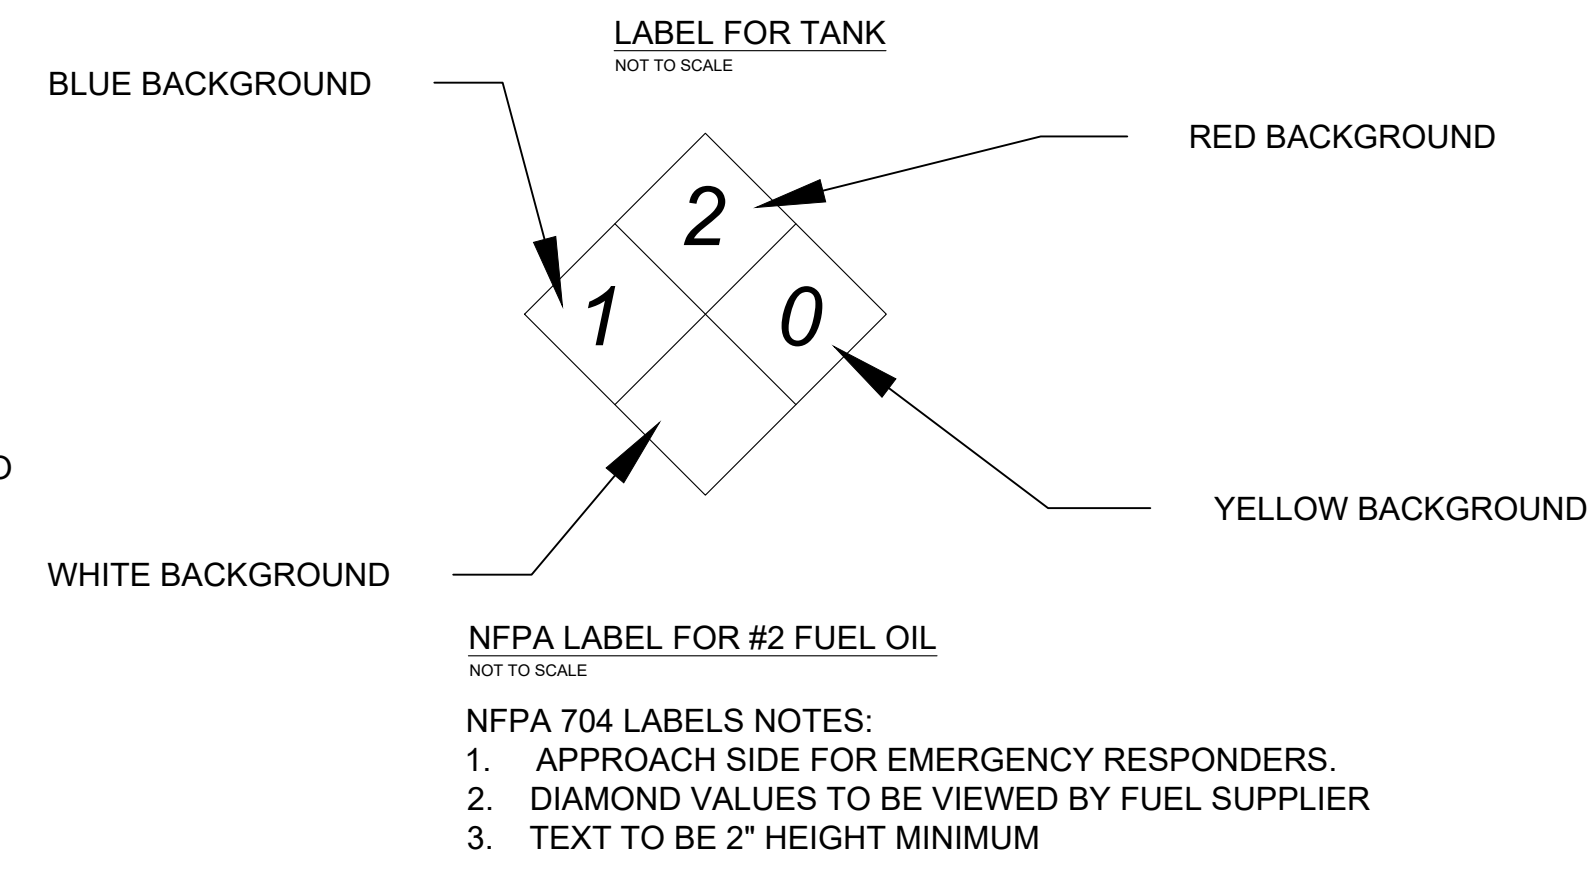 LABEL FOR TANK
NOT TO SCALE
BLUE BACKGROUND
RED BACKGROUND
2
1
0
D
YELLOW BACKGROUND
WHITE BACKGROUND
NFPA LABEL FOR #2 FUEL OIL
NOT TO SCALE
NFPA 704 LABELS NOTES:
1. APPROACH SIDE FOR EMERGENCY RESPONDERS.
2. DIAMOND VALUES TO BE VIEWED BY FUEL SUPPLIER
3. TEXT TO BE 2" HEIGHT MINIMUM